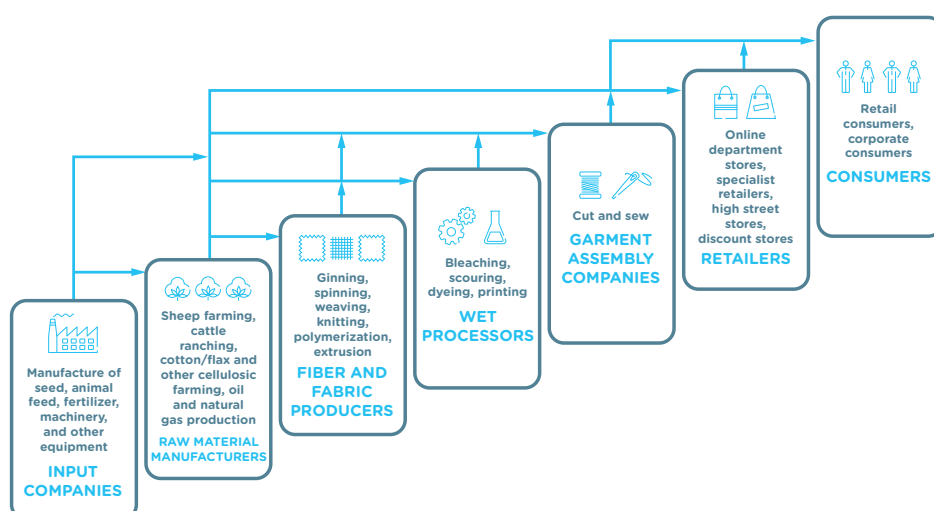 Manufacture of
seed, animal
feed, fertilizer,
machinery,
and other
equipment
INPUT
COMPANIES
Sheep farming,
cattle
ranching,
cotton/flax and
other cellulosic
farming, oil
and natural
gas production
RAW MATERIAL
MANUFACTURERS
Ginning,
spinning,
weaving,
knitting,
polymerization,
extrusion
FIBER AND
FABRIC
PRODUCERS
Bleaching,
scouring,
dyeing, printing
WET
PROCESSORS
Cut and sew
GARMENT
ASSEMBLY
COMPANIES
Online
department
stores,
specialist
retailers,
high street
stores,
discount stores
RETAILERS
Retail
consumers,
corporate
consumers
CONSUMERS